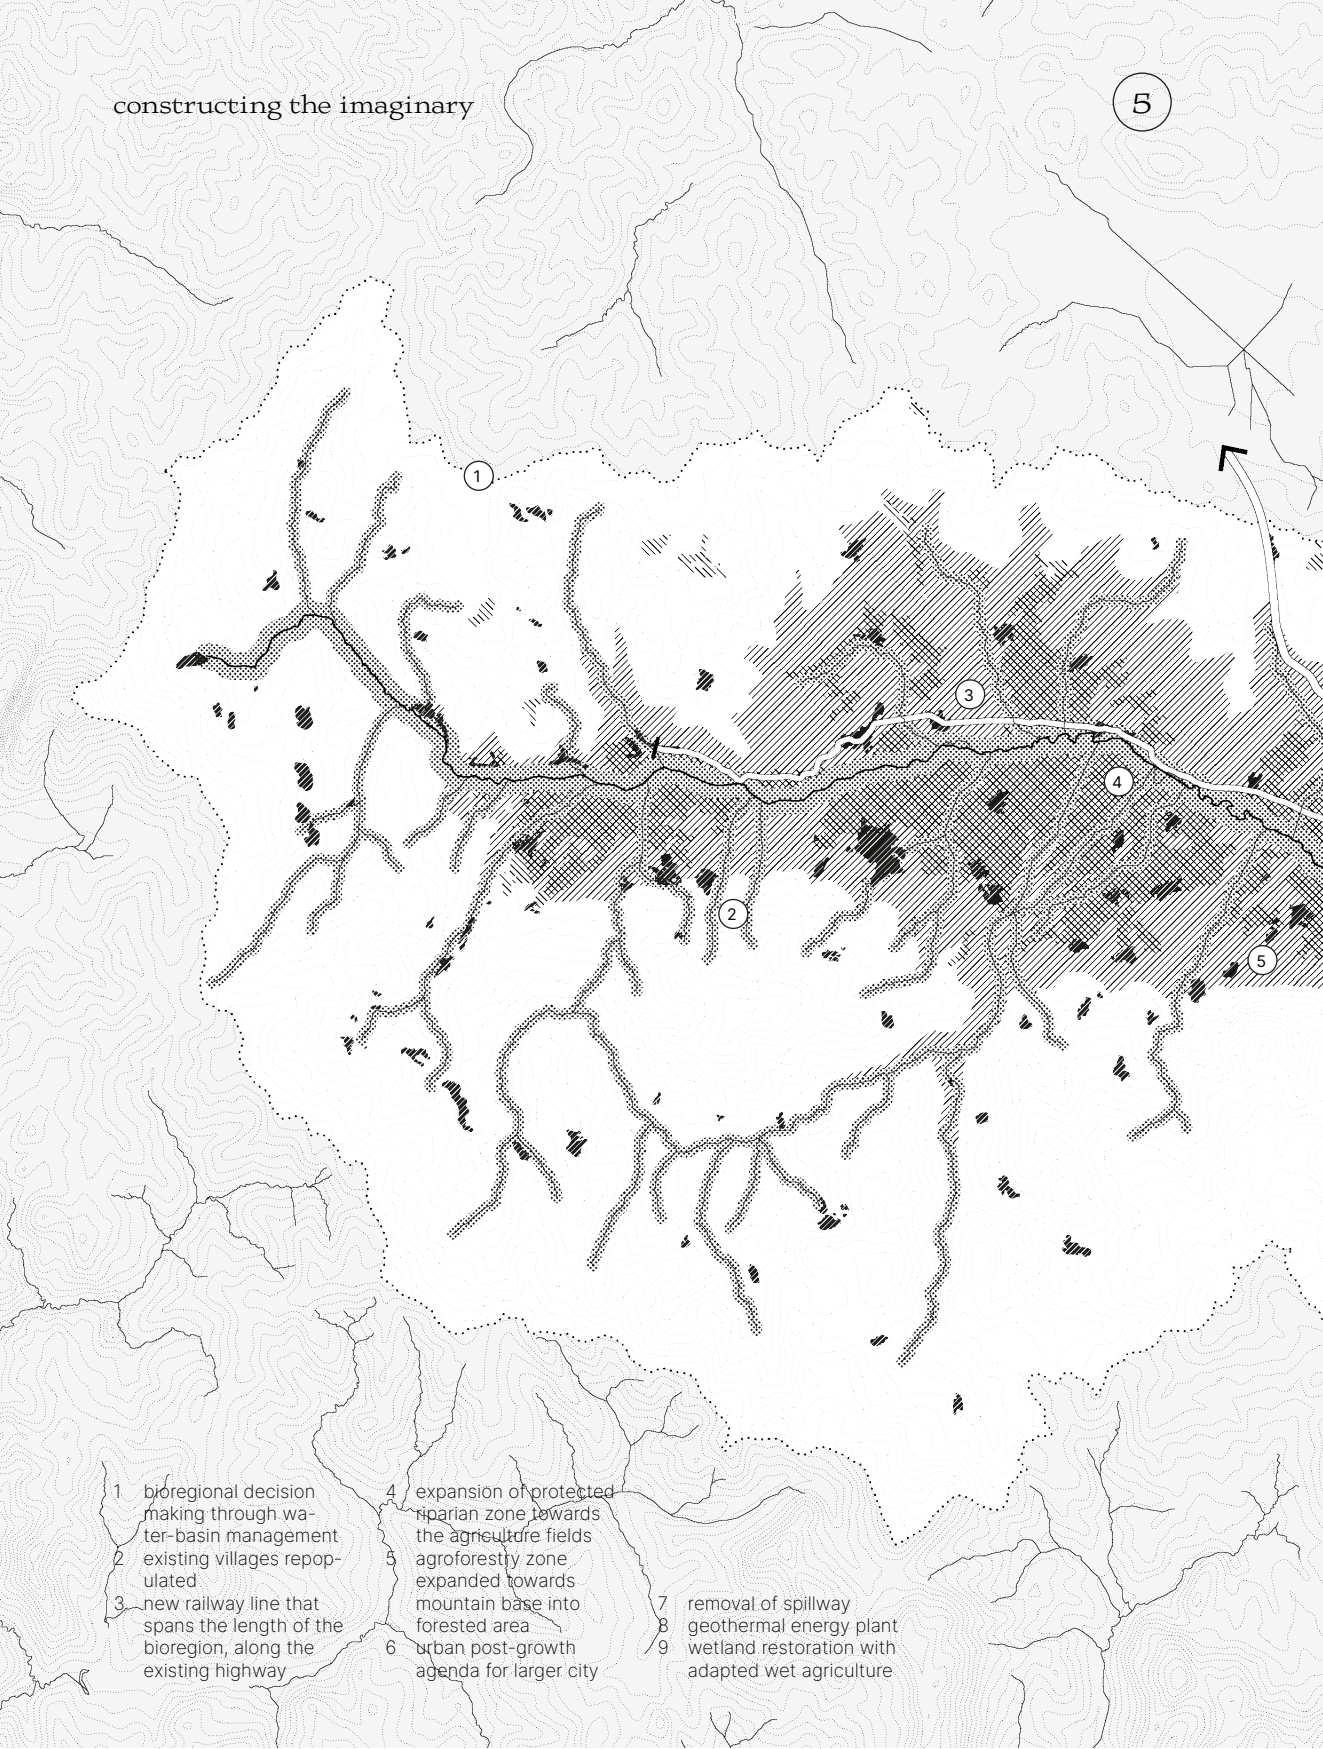 constructing the imaginary
5
1
3
4
2
5
1 bioregional decision
making through wa-
ter-basin management
2 existing villages repop-
ulated
3 new railway line that
spans the length of the
bioregion, along the
existing highway
4 expansion of protected
riparian zone towards
the agriculture fields
5 agroforestry zone
expanded towards
mountain base into
forested area
6 urban post-growth
agenda for larger city
7 removal of spillway
8 geothermal energy plant
9 wetland restoration with
adapted wet agriculture